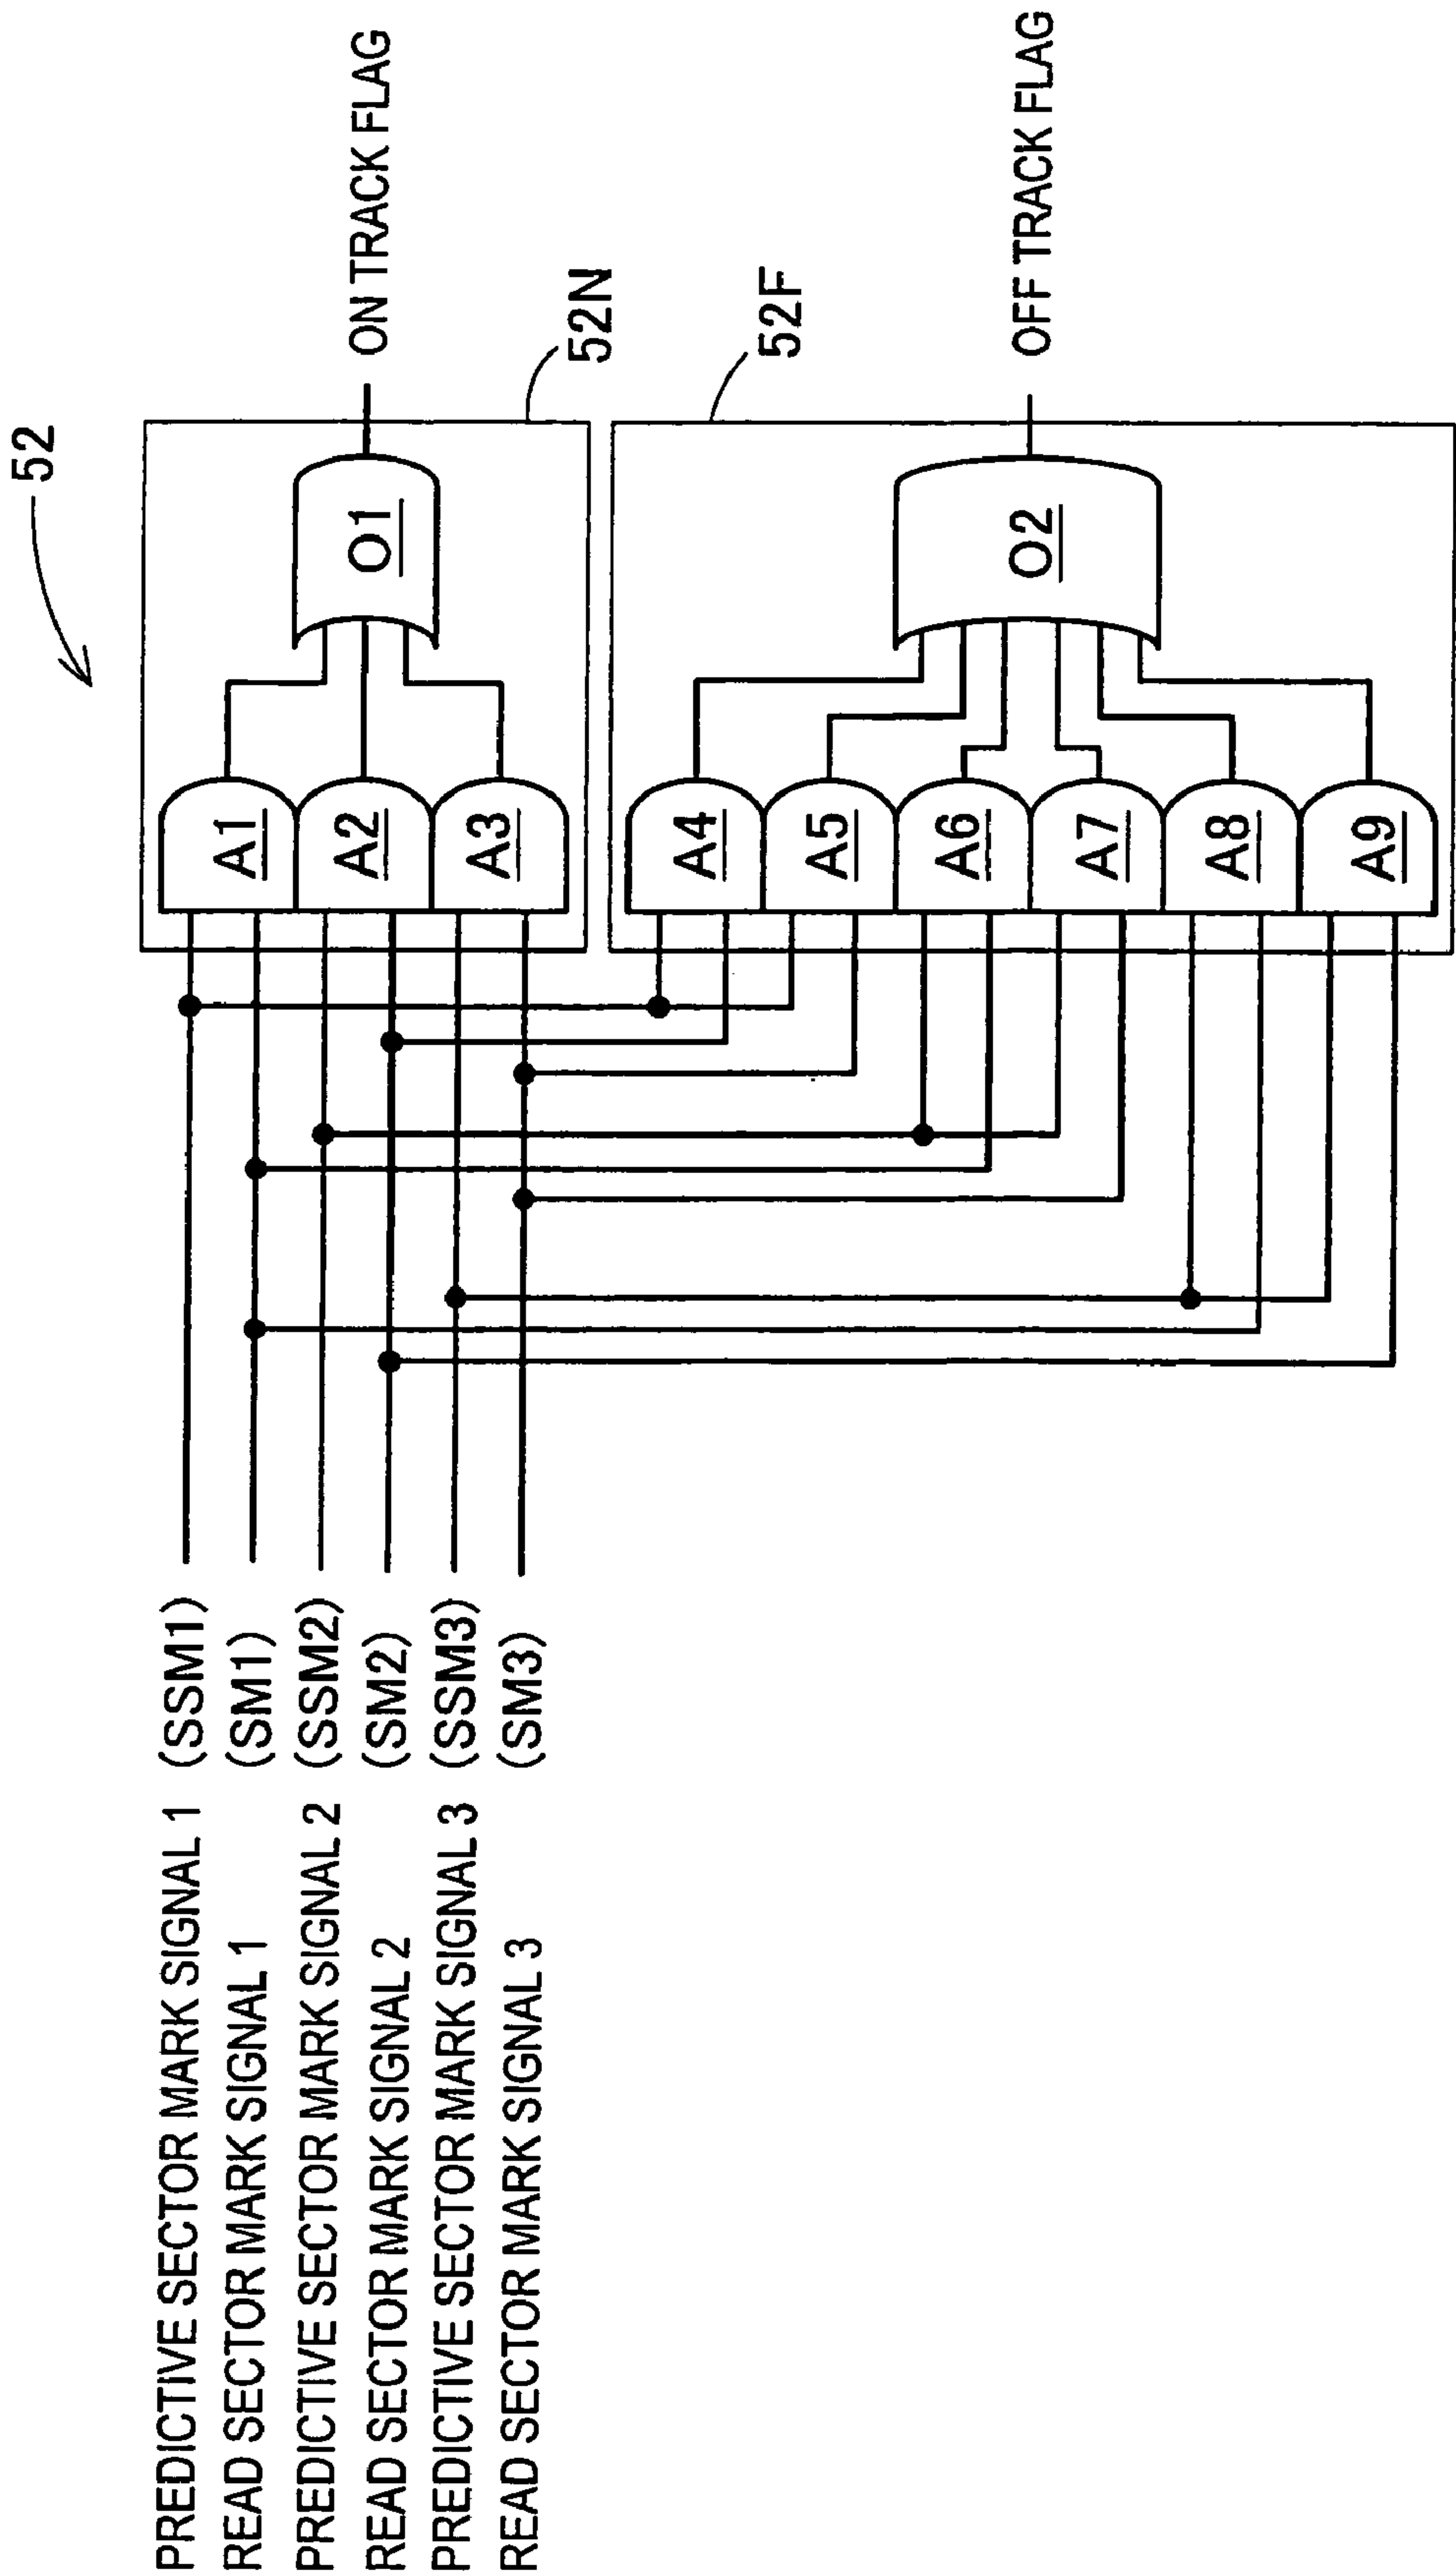 52
PREDICTIVE SECTOR MARK SIGNAL 1 (SSM1)
READ SECTOR MARK SIGNAL 1 (SM1)
PREDICTIVE SECTOR MARK SIGNAL 2 (SSM2)
READ SECTOR MARK SIGNAL 2 (SM2)
PREDICTIVE SECTOR MARK SIGNAL 3 (SSM3)
READ SECTOR MARK SIGNAL 3 (SM3)
A1
A2
A3
O1
ON TRACK FLAG
52N
52F
A4
A5
A6
A7
A8
A9
O2
OFF TRACK FLAG